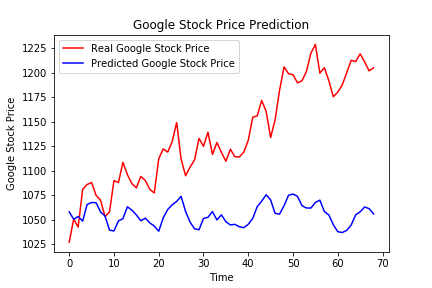 Google Stock Price Prediction
Real Google Stock Price
Predicted Google Stock Price
Google Stock Price
1225
1200
1175
1150
1125
1100
1075
1050
1025
0 10 20 30 40 50 60 70
Time